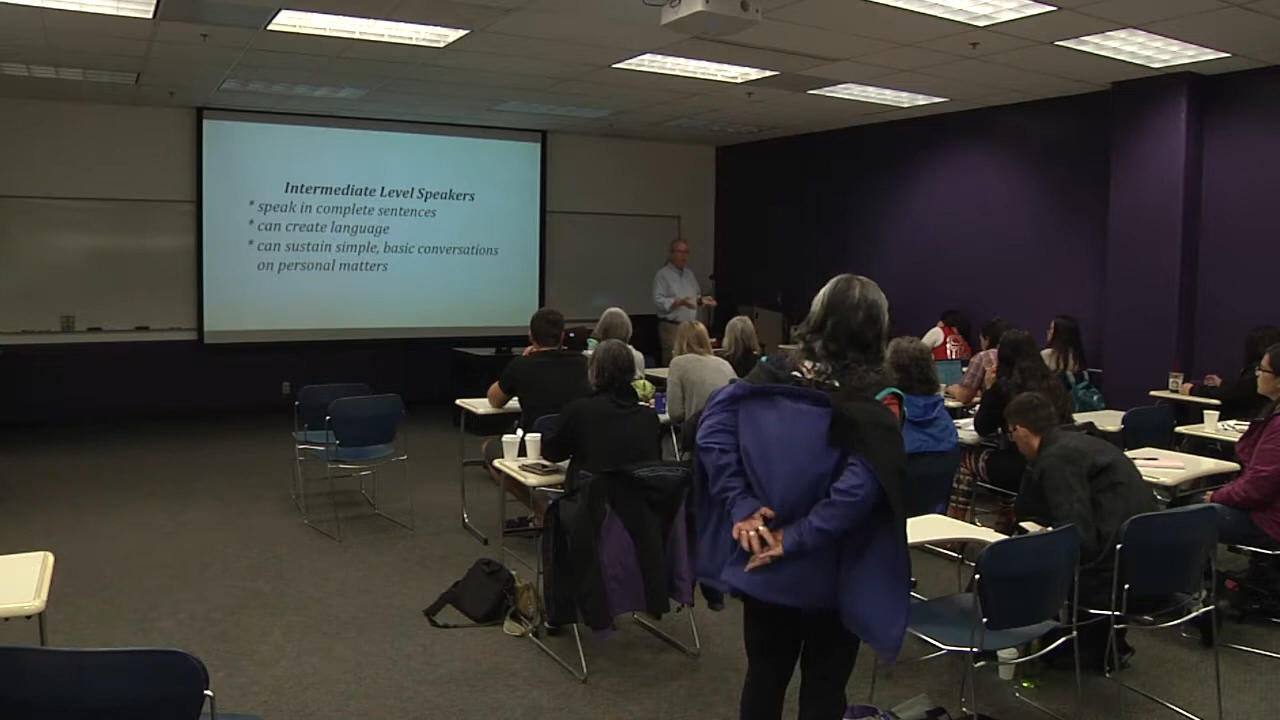 Intermediate Level Speakers
* speak in complete sentences
* can create language
* can sustain simple, basic conversations
on personal matters